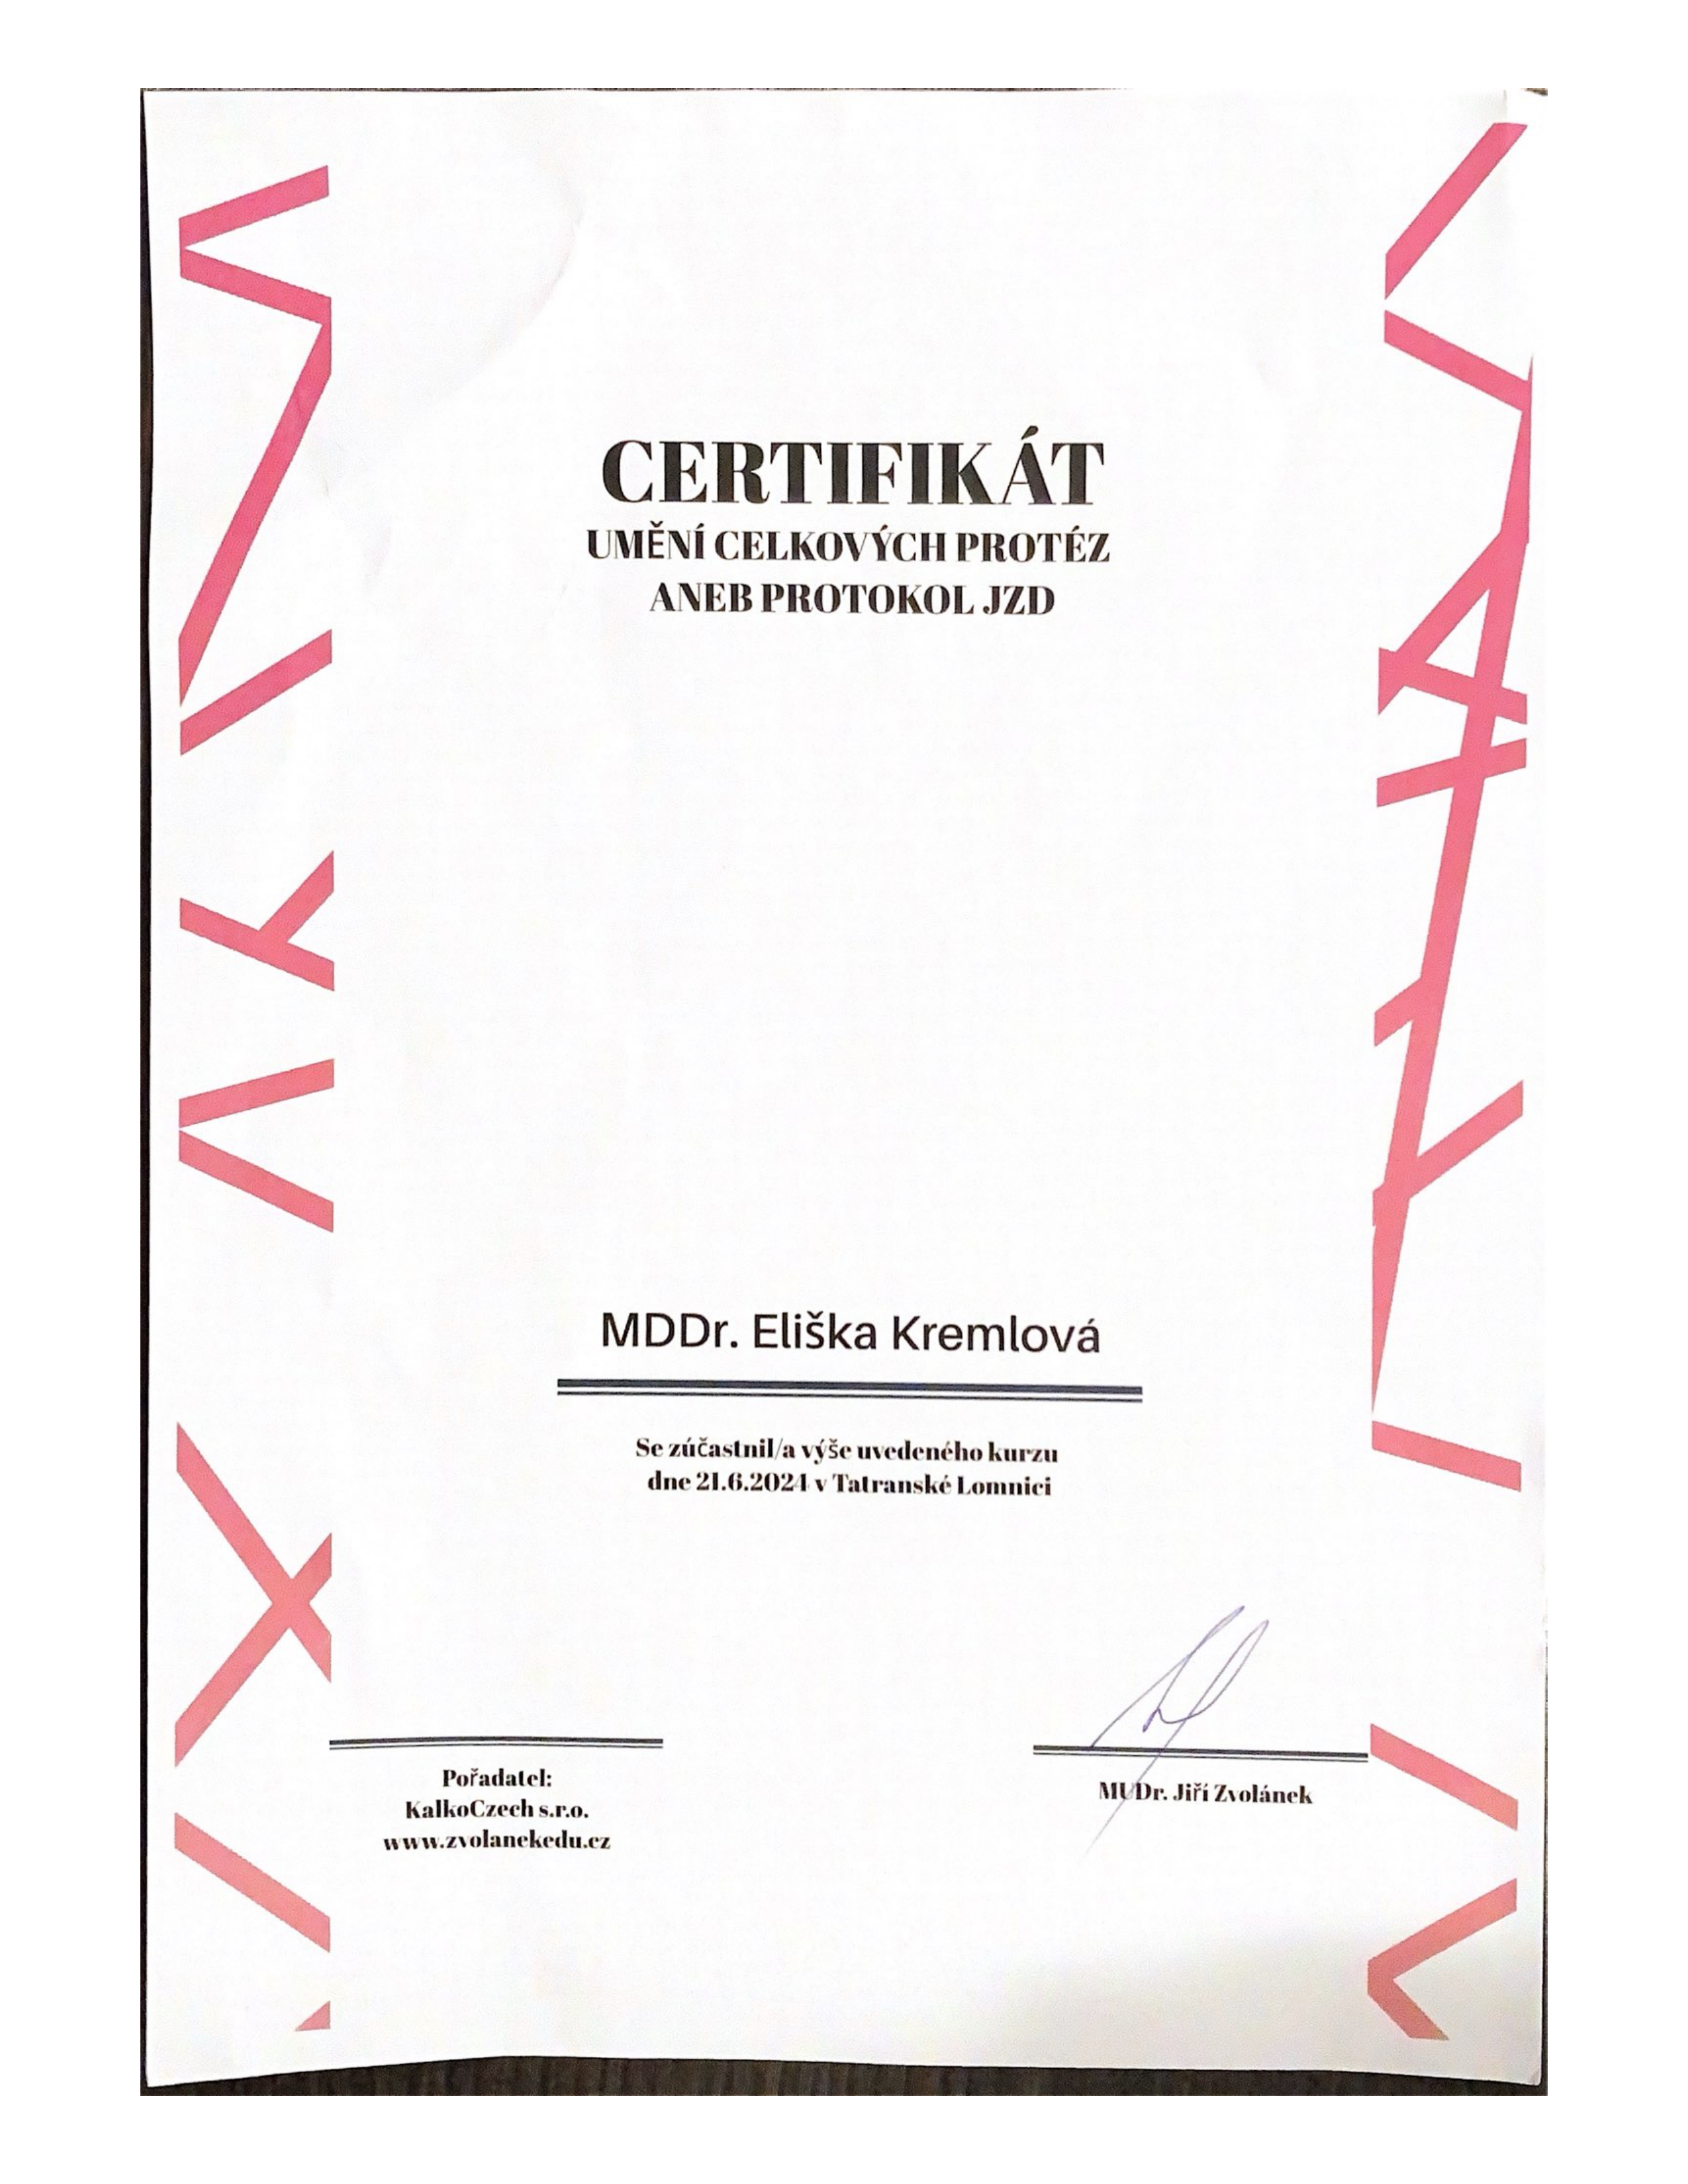 CERTIFIKÁT
UMĚNÍ CELKOVÝCH PROTÉZ
ANEB PROTOKOL JZD
MDDr. Eliška Kremlová
Se zúčastnil/a výše uvedeného kurzu
dne 21.6.2024 v Tatranské Lomnici
Pořadatel:
KalkoCzech s.r.o.
www.zvolanekedu.cz
MUDr. Jiří Zvolánek